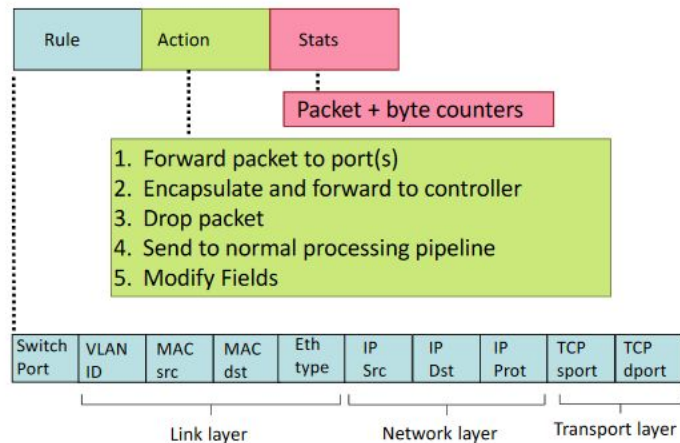 Rule Action Stats
Packet + byte counters
1. Forward packet to port(s)
2. Encapsulate and forward to controller
3. Drop packet
4. Send to normal processing pipeline
5. Modify Fields
Switch Port
VLAN ID
MAC src
MAC dst
Eth type
IP Src
IP Dst
IP Prot
TCP sport
TCP dport
Link layer
Network layer
Transport layer